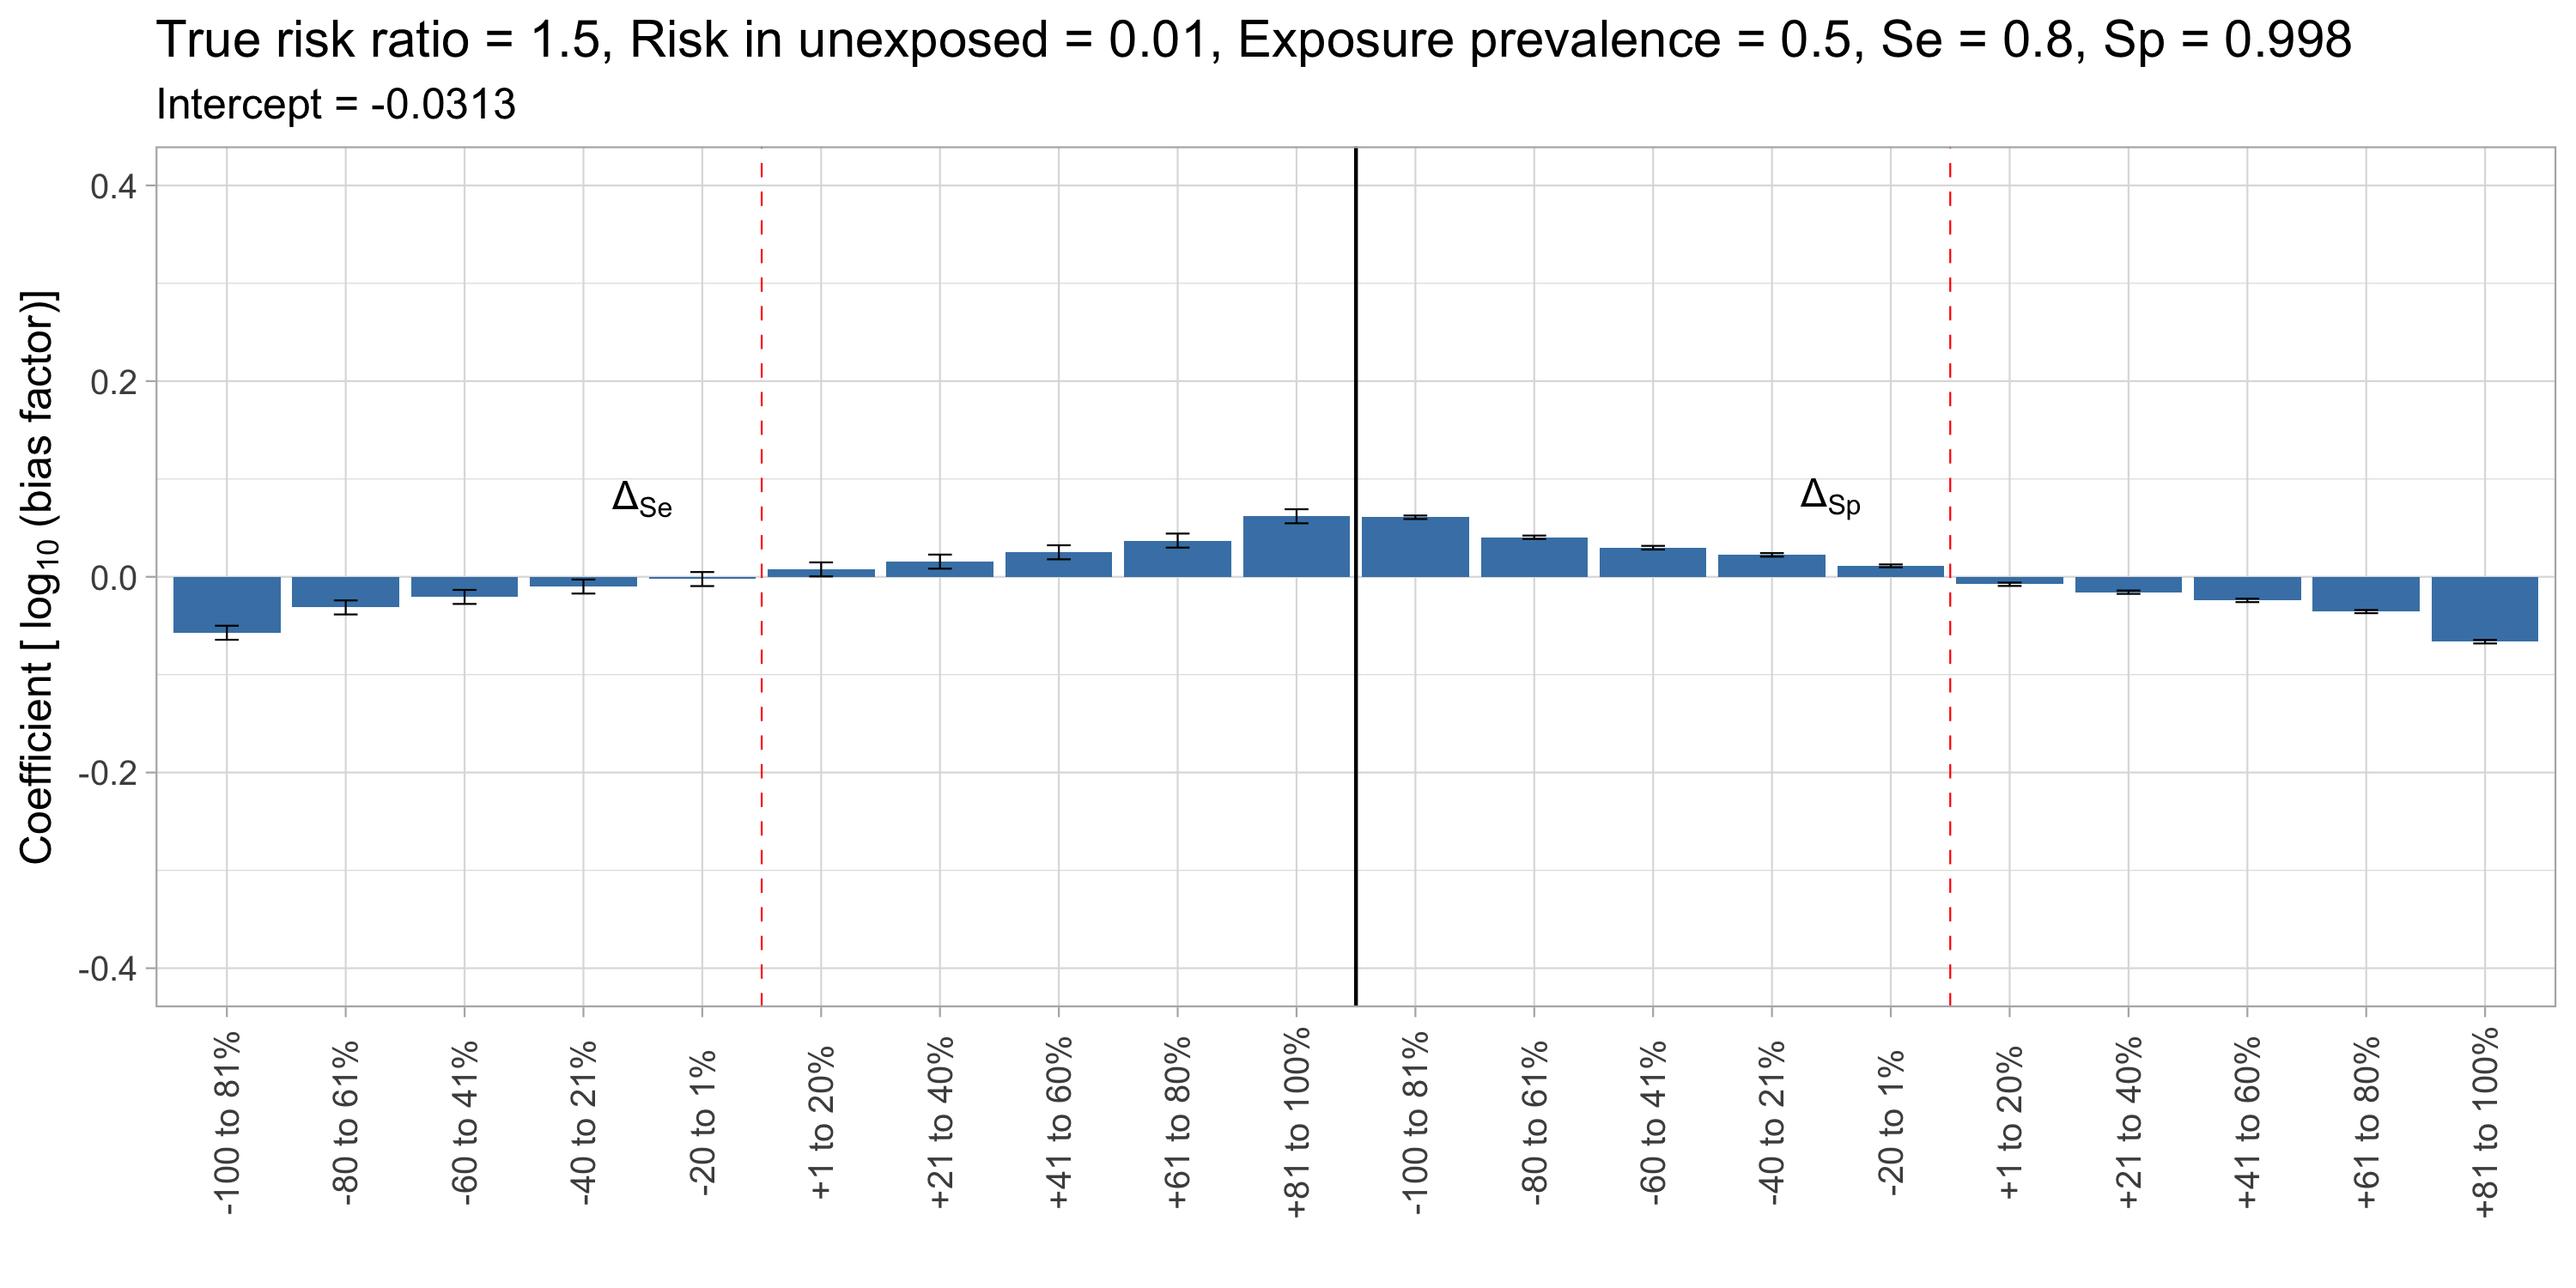 True risk ratio = 1.5, Risk in unexposed = 0.01, Exposure prevalence = 0.5, Se = 0.8, Sp = 0.998
Intercept = -0.0313
Coefficient [ log10 (bias factor)]
0.4
0.2
0.0
-0.2
-0.4
ΔSe
ΔSp
-100 to 81%
-80 to 61%
-60 to 41%
-40 to 21%
-20 to 1%
+1 to 20%
+21 to 40%
+41 to 60%
+61 to 80%
+81 to 100%
-100 to 81%
-80 to 61%
-60 to 41%
-40 to 21%
-20 to 1%
+1 to 20%
+21 to 40%
+41 to 60%
+61 to 80%
+81 to 100%